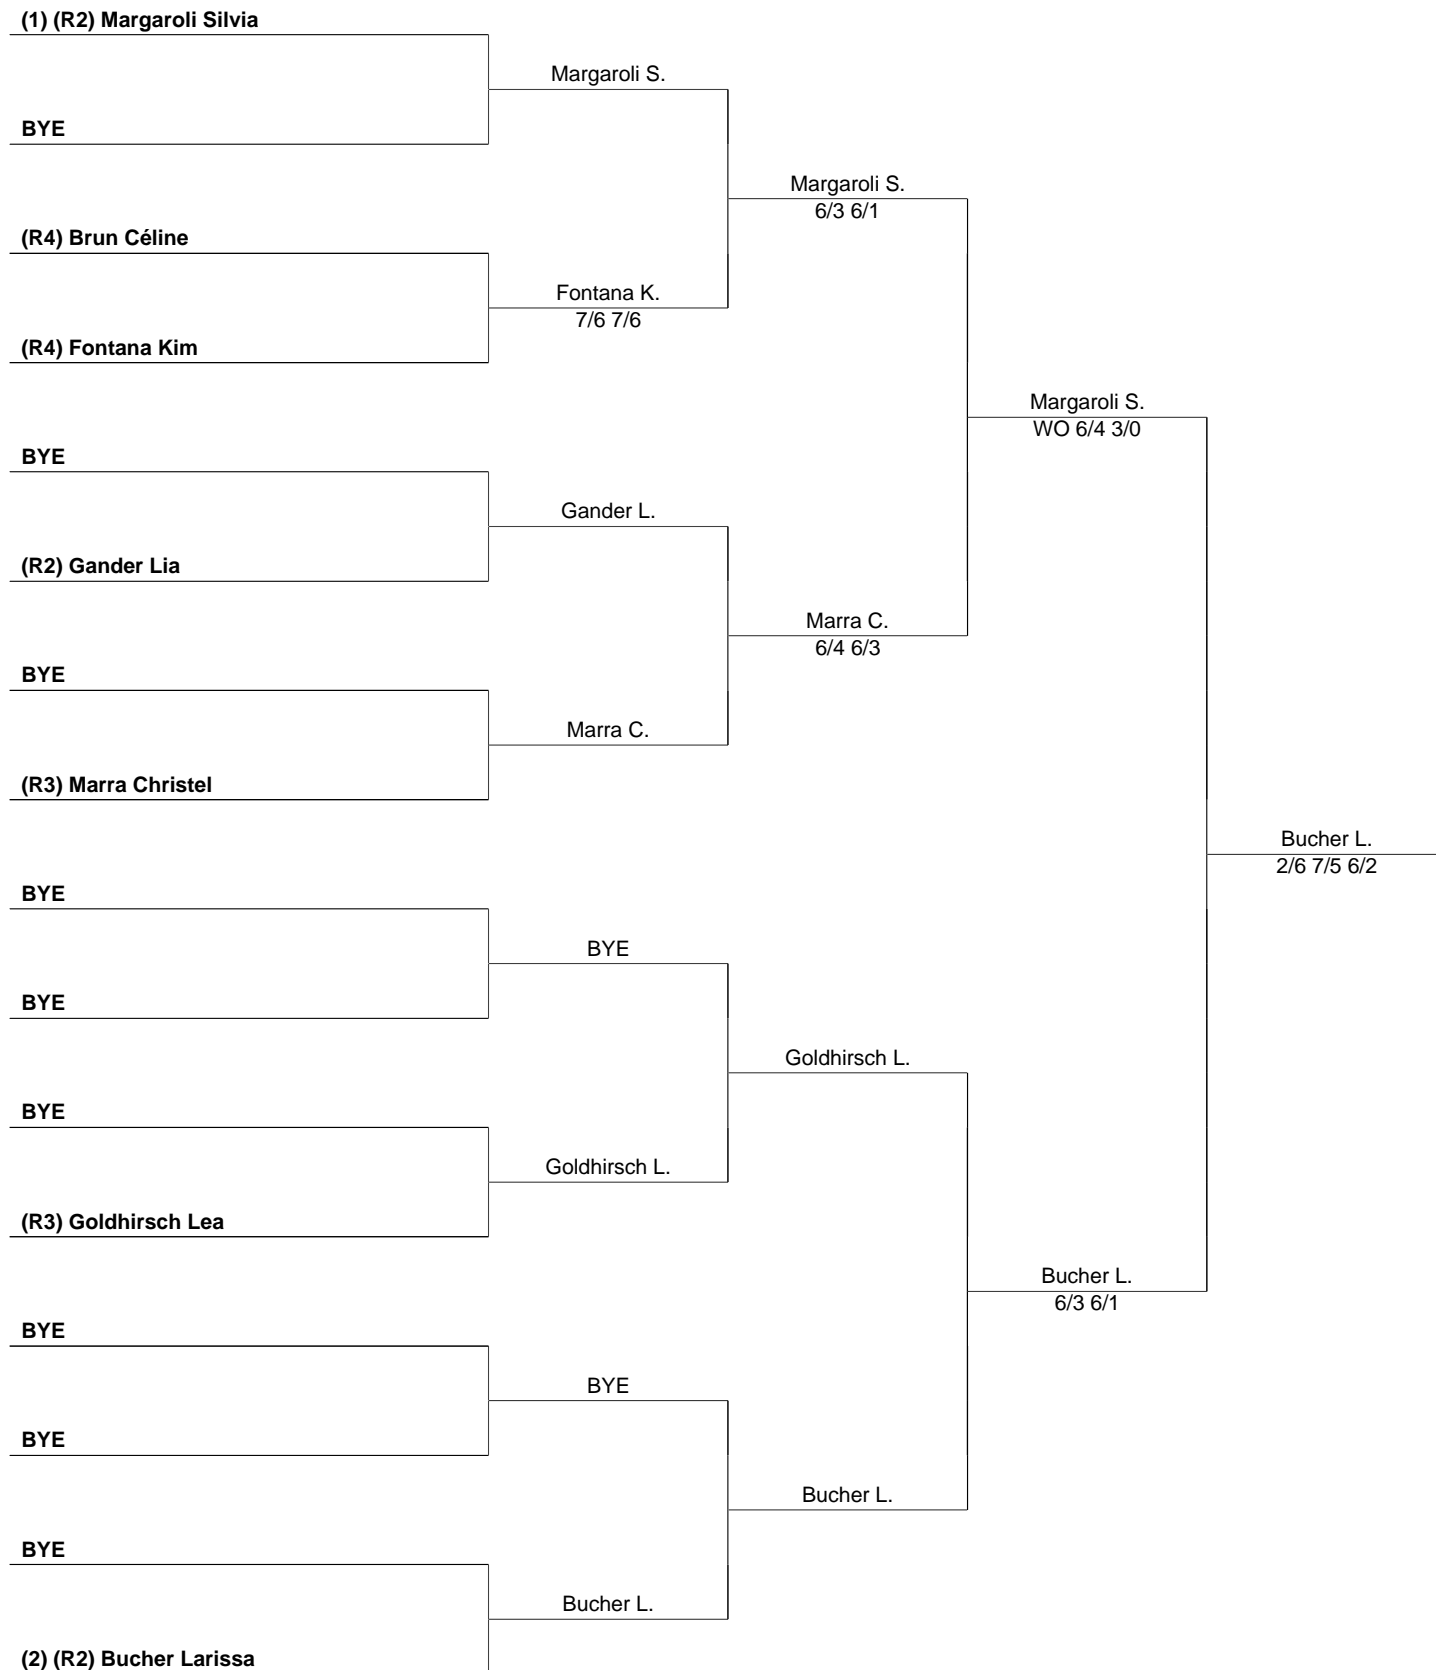 (1) (R2) Margaroli Silvia
Margaroli S.
BYE
Margaroli S.
6/3 6/1
(R4) Brun Céline
Fontana K.
7/6 7/6
(R4) Fontana Kim
Margaroli S.
WO 6/4 3/0
BYE
Gander L.
(R2) Gander Lia
Marra C.
6/4 6/3
BYE
Marra C.
(R3) Marra Christel
Bucher L.
2/6 7/5 6/2
BYE
BYE
BYE
Goldhirsch L.
BYE
Goldhirsch L.
(R3) Goldhirsch Lea
Bucher L.
6/3 6/1
BYE
BYE
BYE
Bucher L.
BYE
Bucher L.
(2) (R2) Bucher Larissa